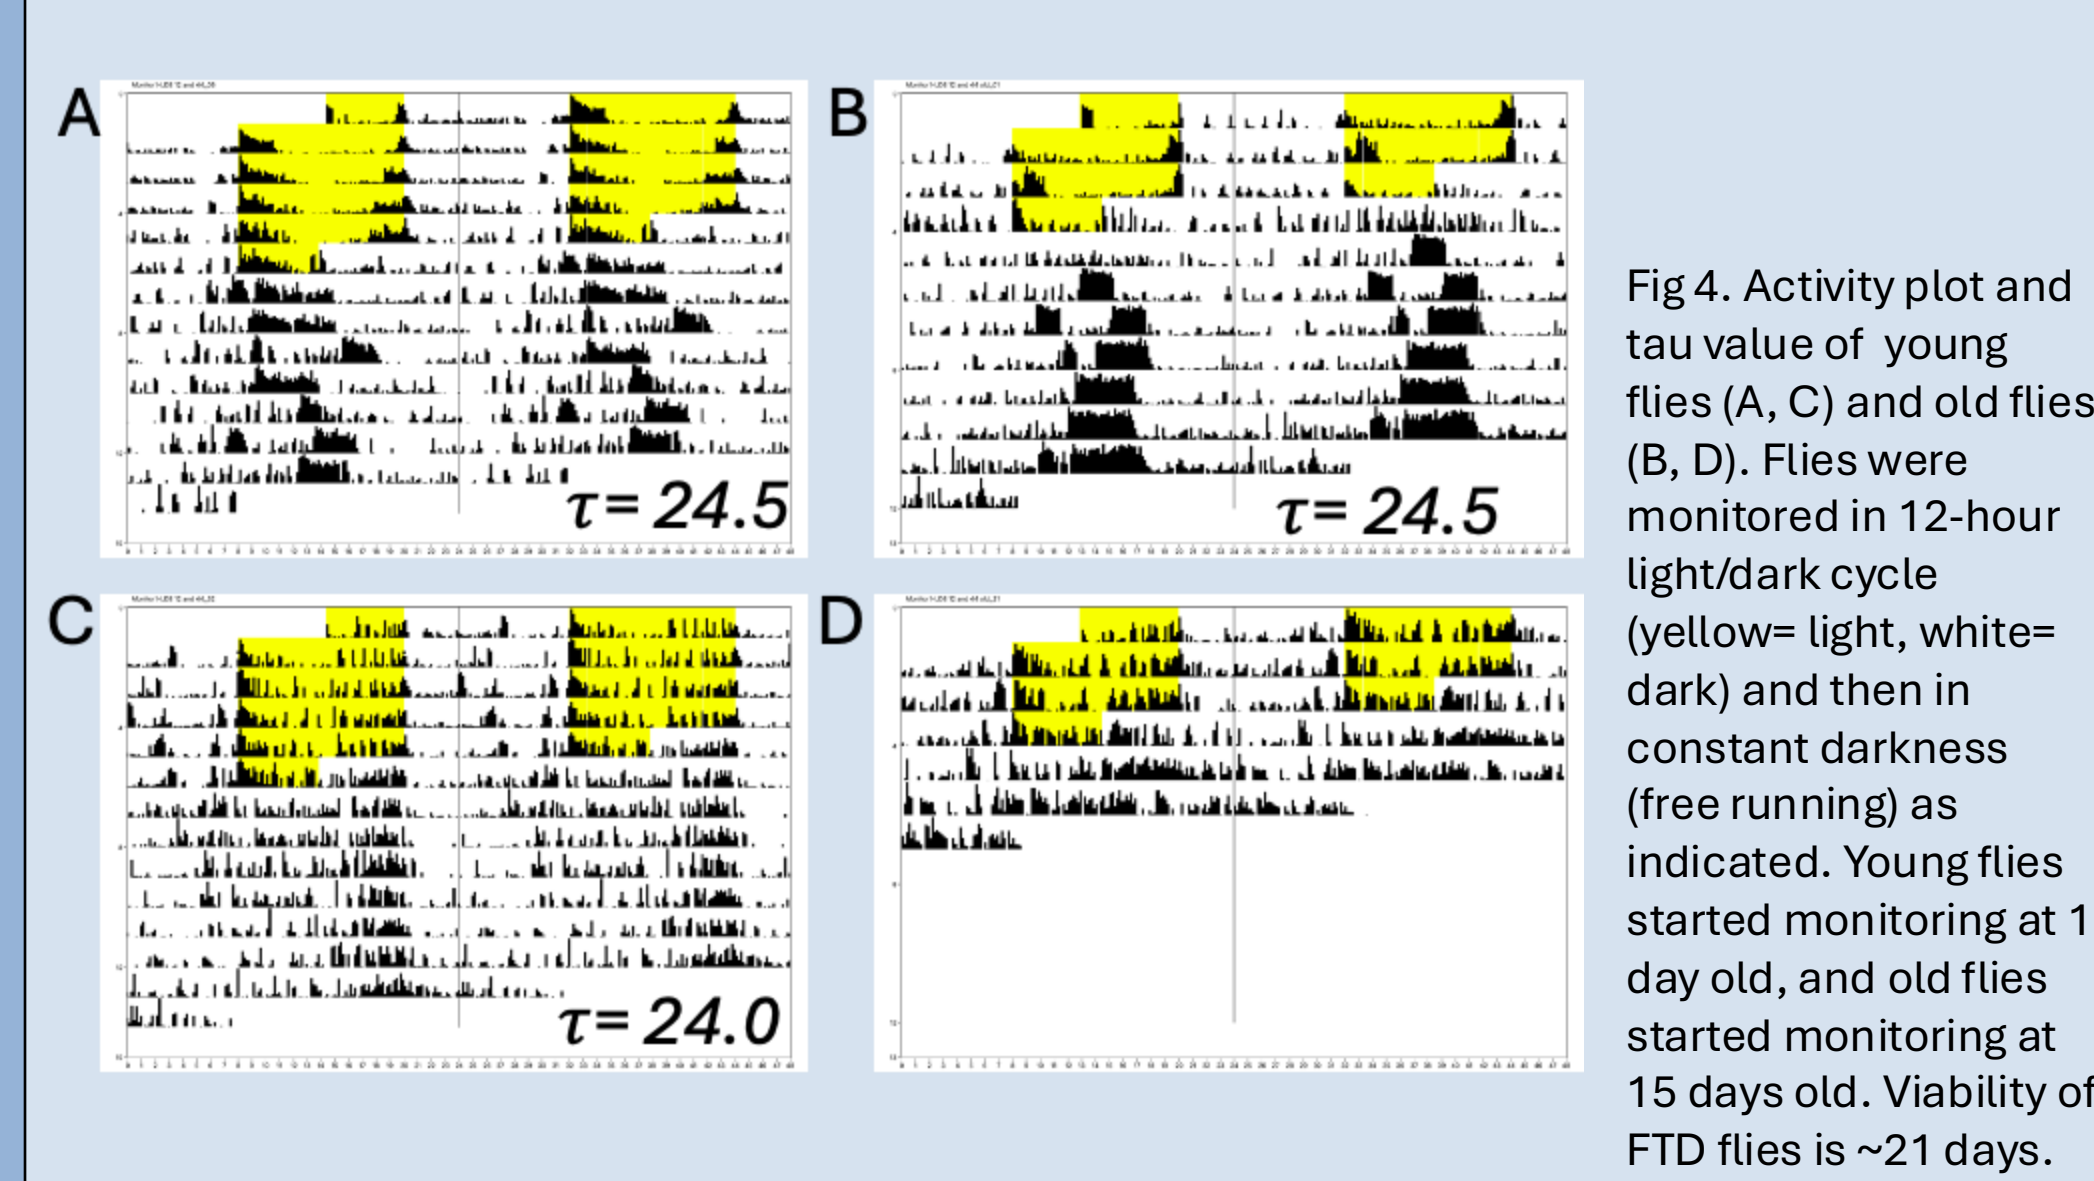 A
B
τ= 24.5
τ= 24.5
C
D
τ= 24.0
Fig 4. Activity plot and
tau value of young
flies (A, C) and old flies
(B, D). Flies were
monitored in 12-hour
light/dark cycle
(yellow= light, white=
dark) and then in
constant darkness
(free running) as
indicated. Young flies
started monitoring at 1
day old, and old flies
started monitoring at
15 days old. Viability of
FTD flies is ~21 days.